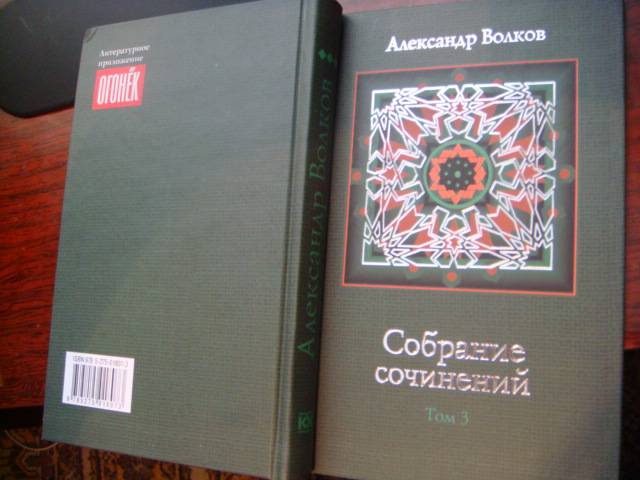 Литературное
приложение
ОГОНЁК
Александр Волков
Александр Волков
Собрание
сочинений
Том 3